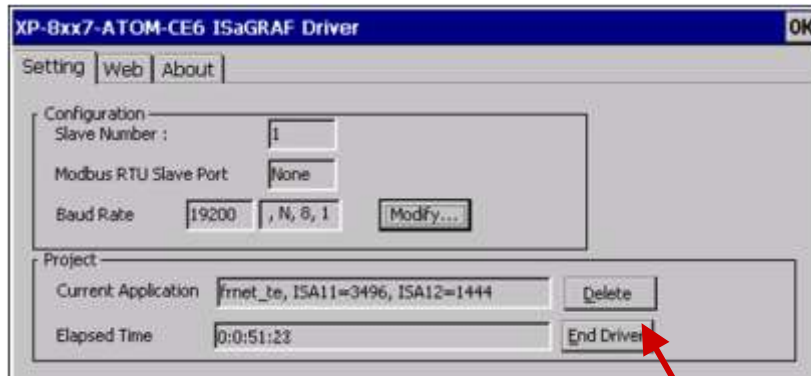 XP-8xx7-ATOM-CE6 ISaGRAF Driver OK
Setting Web About
Configuration
Slave Number : 1
Modbus RTU Slave Port None
Baud Rate 19200 , N, 8, 1 Modify...
Project
Current Application frnet_te, ISA11=3496, ISA12=1444 Delete
Elapsed Time 0:0:51:23 End Driver